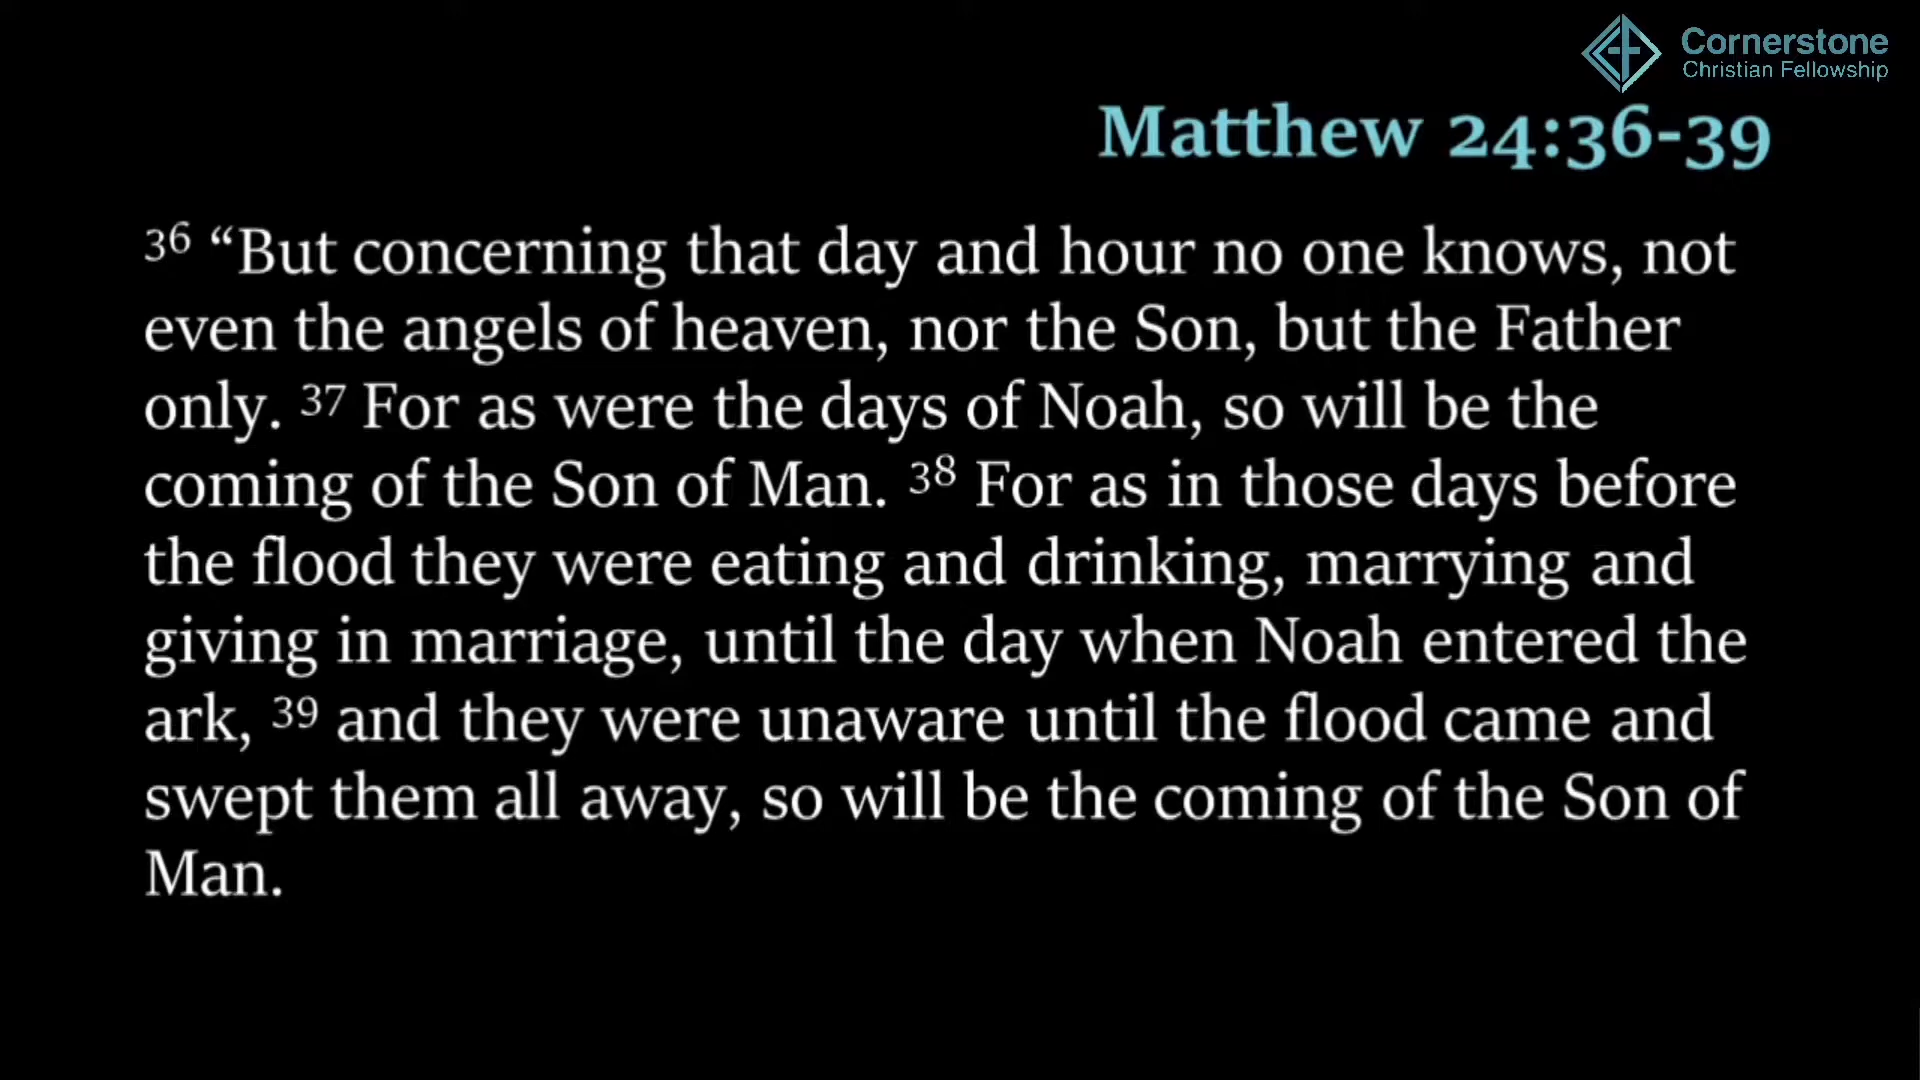 Cornerstone
Christian Fellowship
Matthew 24:36-39
36 “But concerning that day and hour no one knows, not
even the angels of heaven, nor the Son, but the Father
only. 37 For as were the days of Noah, so will be the
coming of the Son of Man. 38 For as in those days before
the flood they were eating and drinking, marrying and
giving in marriage, until the day when Noah entered the
ark, 39 and they were unaware until the flood came and
swept them all away, so will be the coming of the Son of
Man.